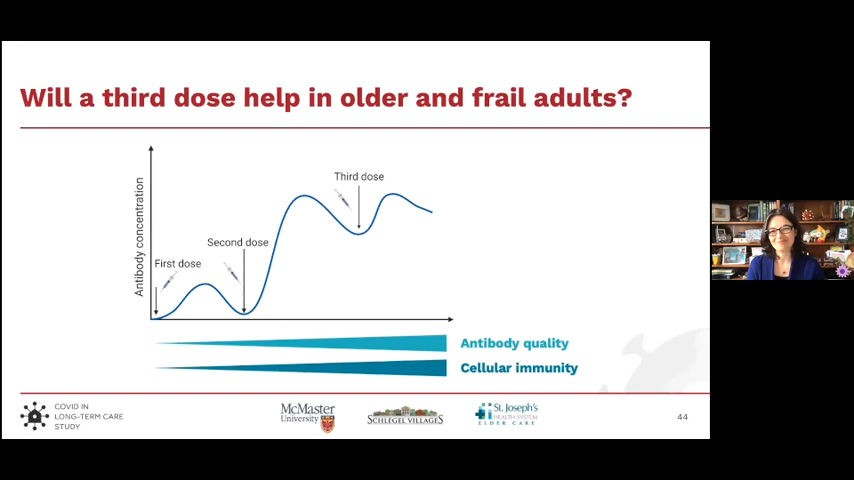 Will a third dose help in older and frail adults?
Antibody concentration
First dose
Second dose
Third dose
Antibody quality
Cellular immunity
COVID IN
LONG-TERM CARE
STUDY
McMaster
University
SCHLEGEL VILLAGES
St. Joseph's
HEALTH SYSTEM
ELDER CARE
44